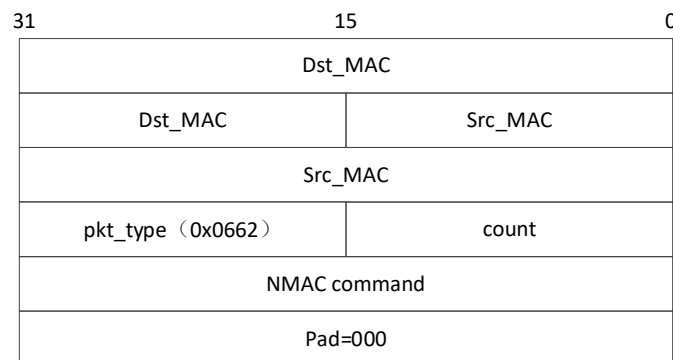 31 15 0
Dst_MAC
Dst_MAC Src_MAC
Src_MAC
pkt_type（0x0662） count
NMAC command
Pad=000